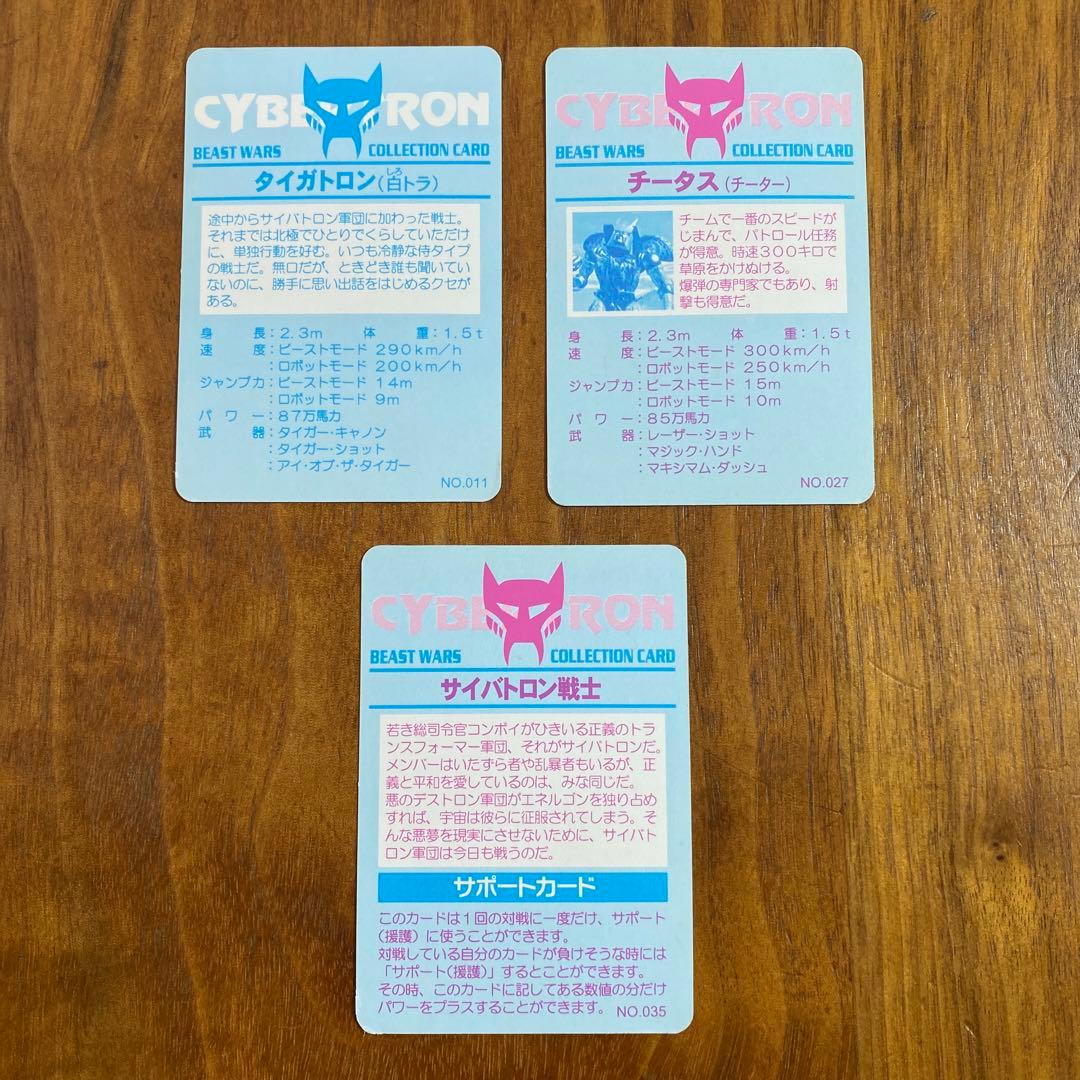 CYBERTRON
BEAST WARS COLLECTION CARD
タイガトロン(白トラ)
しろ
途中からサイバトロン軍団に加わった戦士。
それまでは北極でひとりでくらしていただけ
に、単独行動を好む。いつも冷静な侍タイプ
の戦士だ。無口だが、ときどき誰も聞いてい
ないのに、勝手に思い出話をはじめるクセが
ある。
身長:2.3m 体重:1.5t
速度:ビーストモード 290km/h
:ロボットモード 200km/h
ジャンプ力:ビーストモード 14m
:ロボットモード 9m
パワー:87万馬力
武器:タイガー・キャノン
:タイガー・ショット
:アイ・オブ・ザ・タイガー
NO.011
CYBERTRON
BEAST WARS COLLECTION CARD
チータス(チーター)
チームで一番のスピードが
じまんで、パトロール任務
が得意。時速300キロで
草原をかけぬける。
爆弾の専門家でもあり、射
撃も得意だ。
身長:2.3m 体重:1.5t
速度:ビーストモード 300km/h
:ロボットモード 250km/h
ジャンプ力:ビーストモード 15m
:ロボットモード 10m
パワー:85万馬力
武器:レーザー・ショット
:マジック・ハンド
:マキシマム・ダッシュ
NO.027
CYBERTRON
BEAST WARS COLLECTION CARD
サイバトロン戦士
若き総司令官コンボイがひきいる正義のトラ
ンスフォーマー軍団、それがサイバトロンだ。
メンバーはいたずら者や乱暴者もいるが、正
義と平和を愛しているのは、みな同じだ。
悪のデストロン軍団がエネルゴンを独り占め
すれば、宇宙は彼らに征服されてしまう。そ
んな悪夢を現実にさせないために、サイバト
ロン軍団は今日も戦うのだ。
サポートカード
このカードは1回の対戦に一度だけ、サポート
(援護)に使うことができます。
対戦している自分のカードが負けそうな時には
「サポート(援護)」するとことができます。
その時、このカードに記してある数値の分だけ
パワーをプラスすることができます。
NO.035